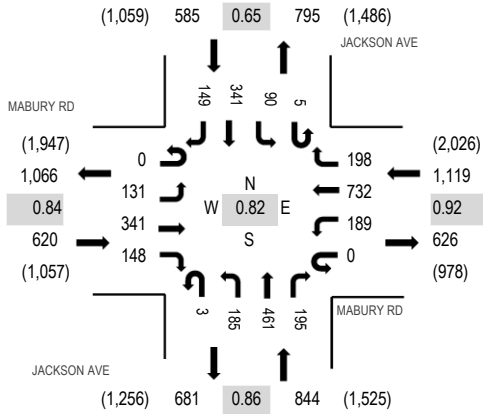 (1,059) 585 0.65 795 (1,486)
JACKSON AVE
MABURY RD
149 341 90 5
(1,947) 0 198 (2,026)
1,066 131 N 732 1,119
0.84 W 0.82 E 0.92
341 189
620 S 626
148 0
(1,057) (978)
3 185 461 195
MABURY RD
JACKSON AVE
(1,256) 681 0.86 844 (1,525)